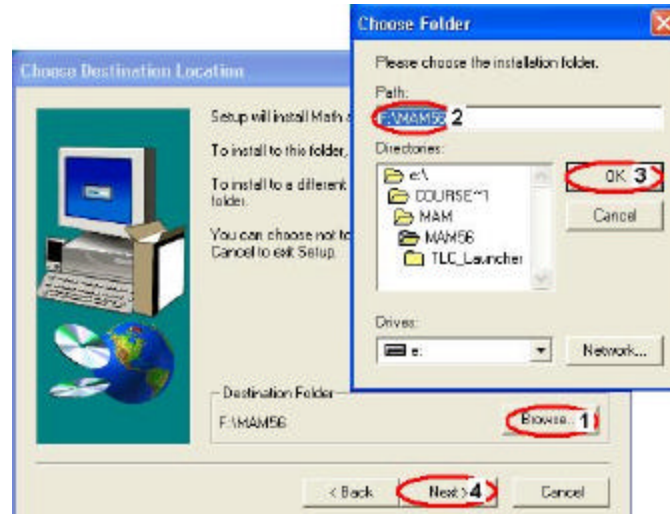 Choose Destination Location
Setup will install Math
To install to this folder,
To install to a different
folder.
You can choose not to
Cancel to exit Setup.
Destination Folder
F:\MAM56
Browse... 1
< Back
Next > 4
Cancel
Choose Folder
Please choose the installation folder.
Path:
F:\MAM56 2
Directories:
e:\
COURSE~1
MAM
MAM56
TLC_Launcher
OK 3
Cancel
Drives:
e:
Network...